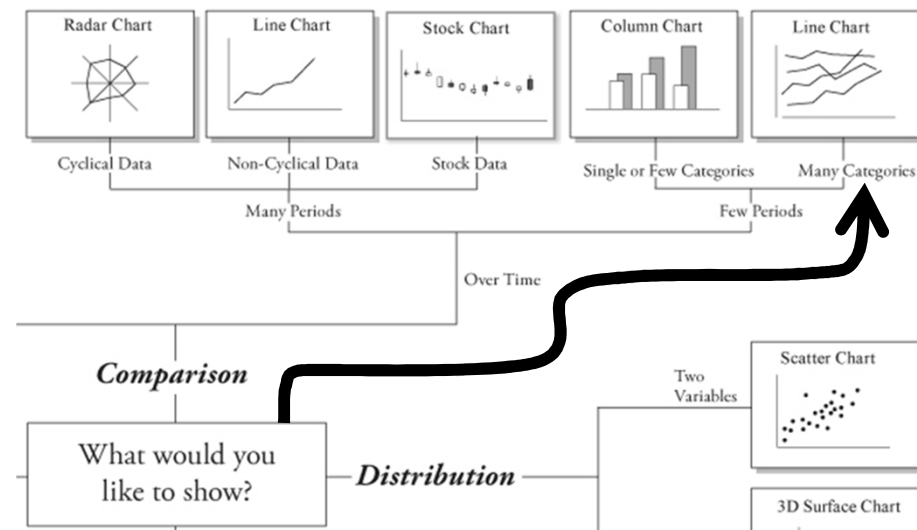 Radar Chart
Line Chart
Stock Chart
Column Chart
Line Chart
Cyclical Data
Non-Cyclical Data
Stock Data
Single or Few Categories
Many Categories
Many Periods
Few Periods
Over Time
Comparison
What would you
like to show?
Distribution
Two
Variables
Scatter Chart
3D Surface Chart